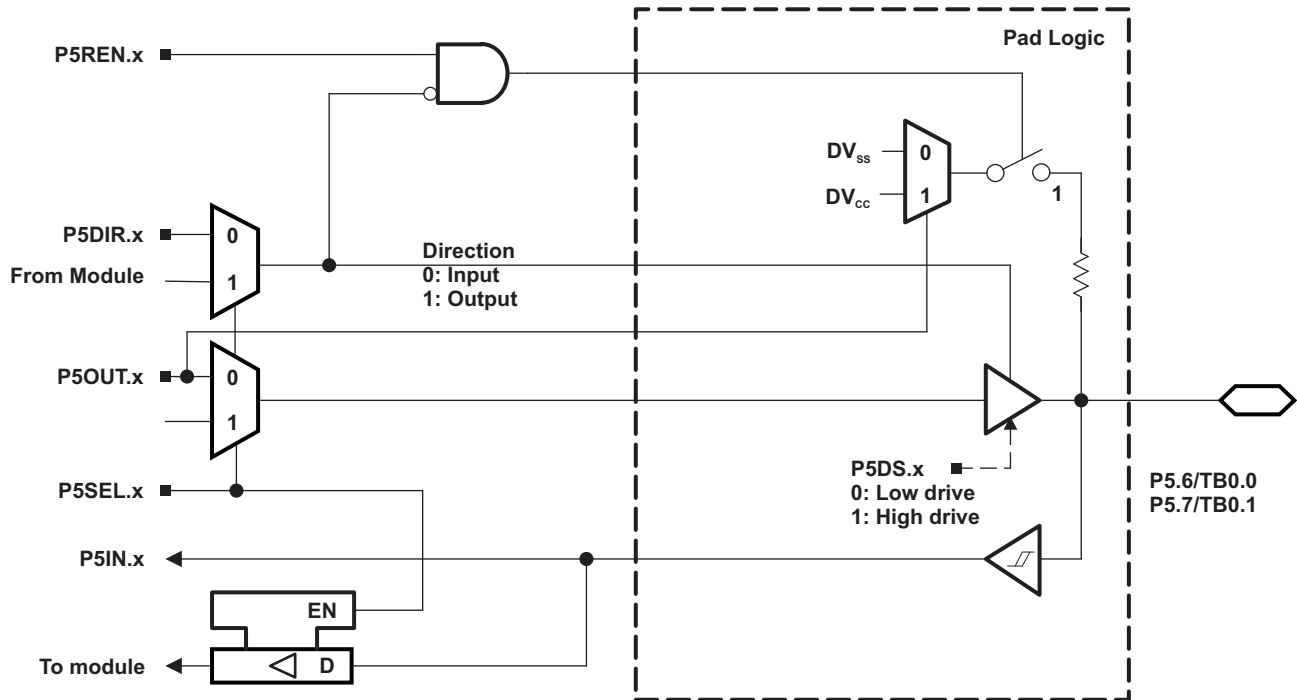 Pad Logic
P5REN.x
DVss
0
DVcc
1
1
P5DIR.x
0
From Module
1
Direction
0: Input
1: Output
P5OUT.x
0
1
P5DS.x
0: Low drive
1: High drive
P5SEL.x
P5.6/TB0.0
P5.7/TB0.1
P5IN.x
EN
To module
D